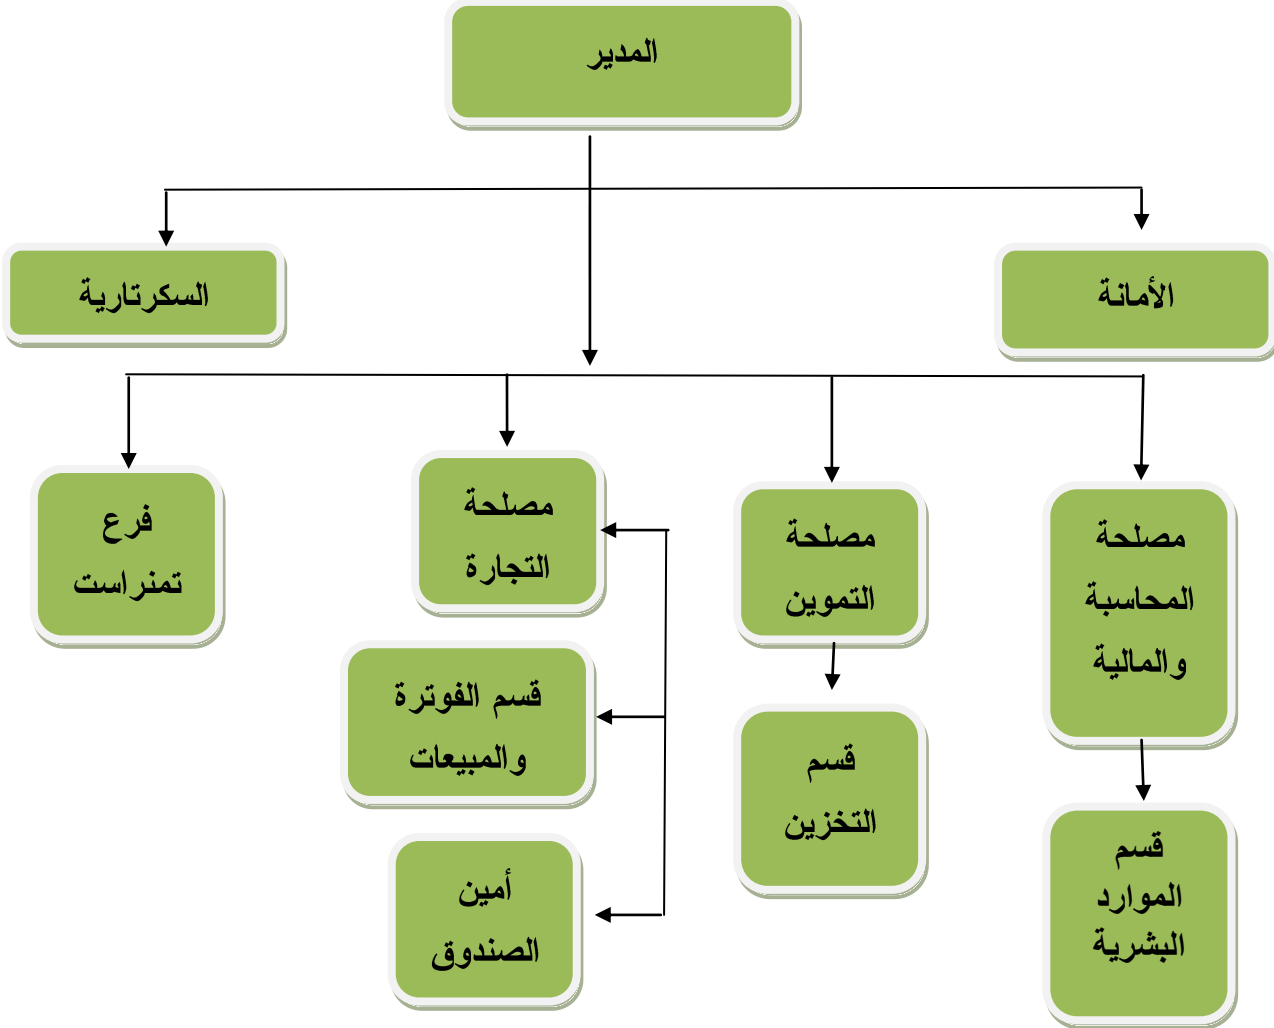 المدير
الأمانة
السكرتارية
مصلحة
المحاسبة
والمالية
مصلحة
التموين
مصلحة
التجارة
فرع
تمنراست
قسم
الموارد
البشرية
قسم
التخزين
قسم الفوترة
والمبيعات
أمين
الصندوق